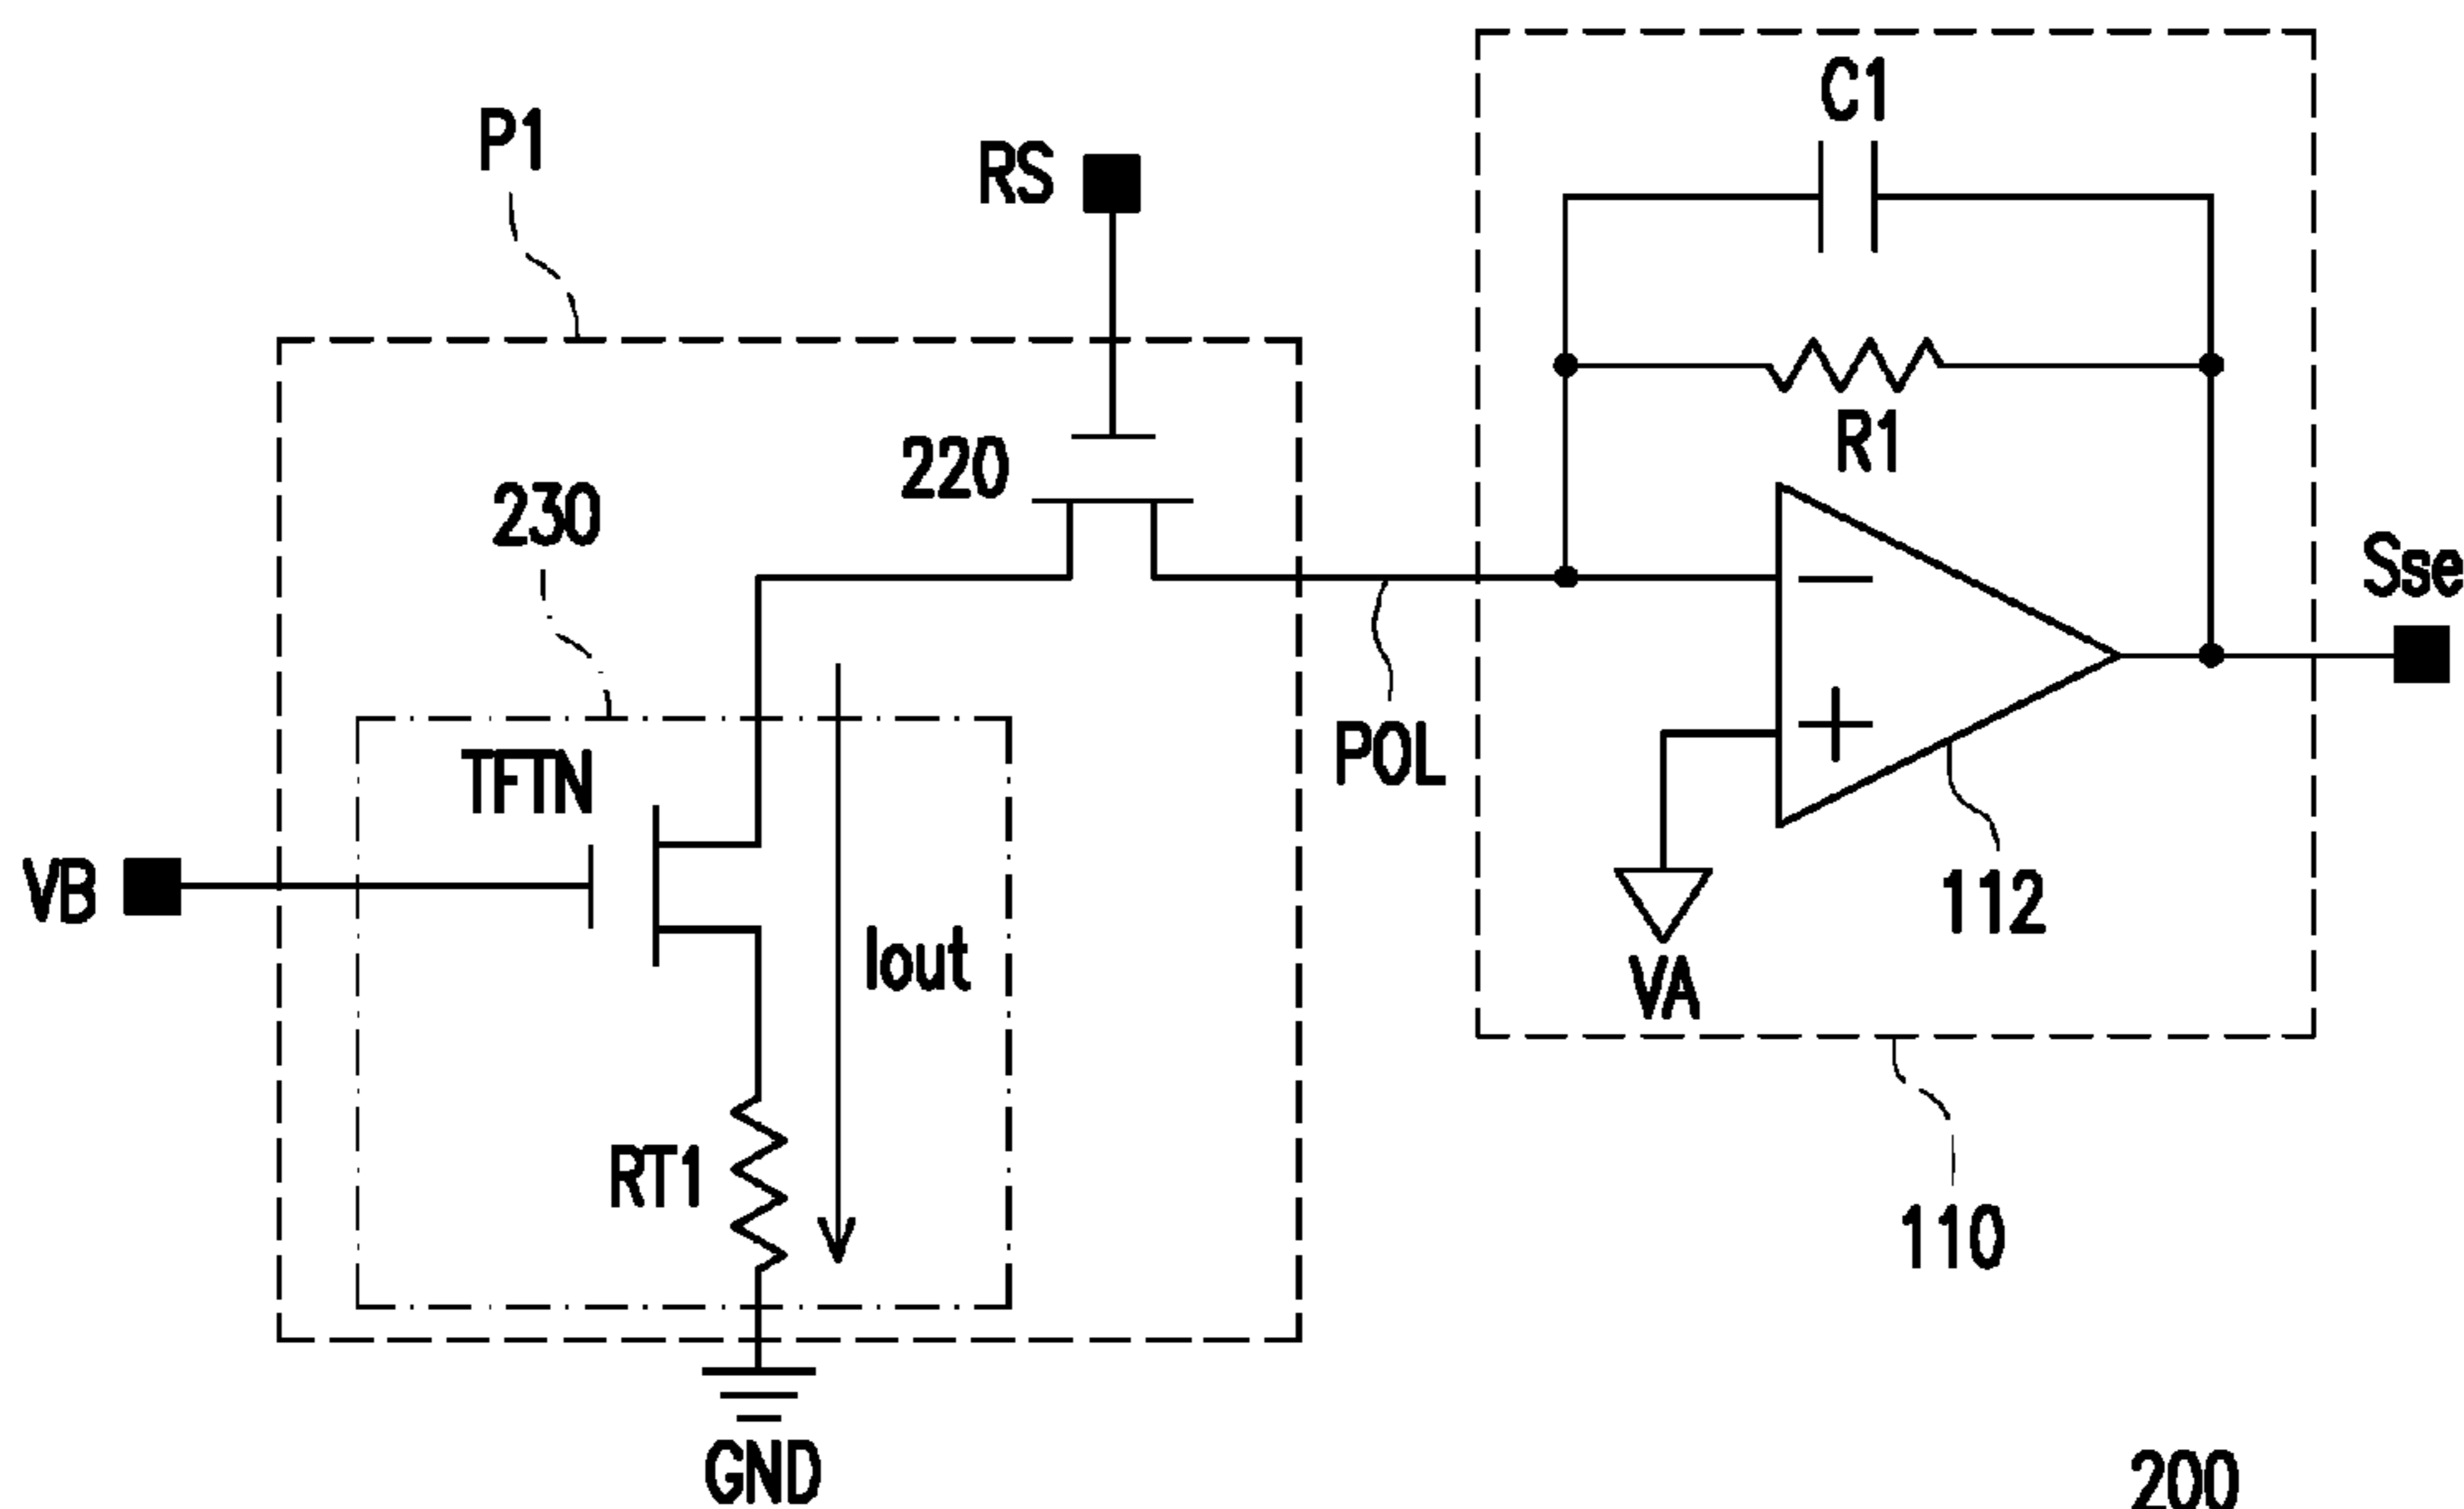 C1
P1
RS
R1
220
230
Sse
TFTN
POL
VB
112
Iout
VA
RT1
110
GND
200